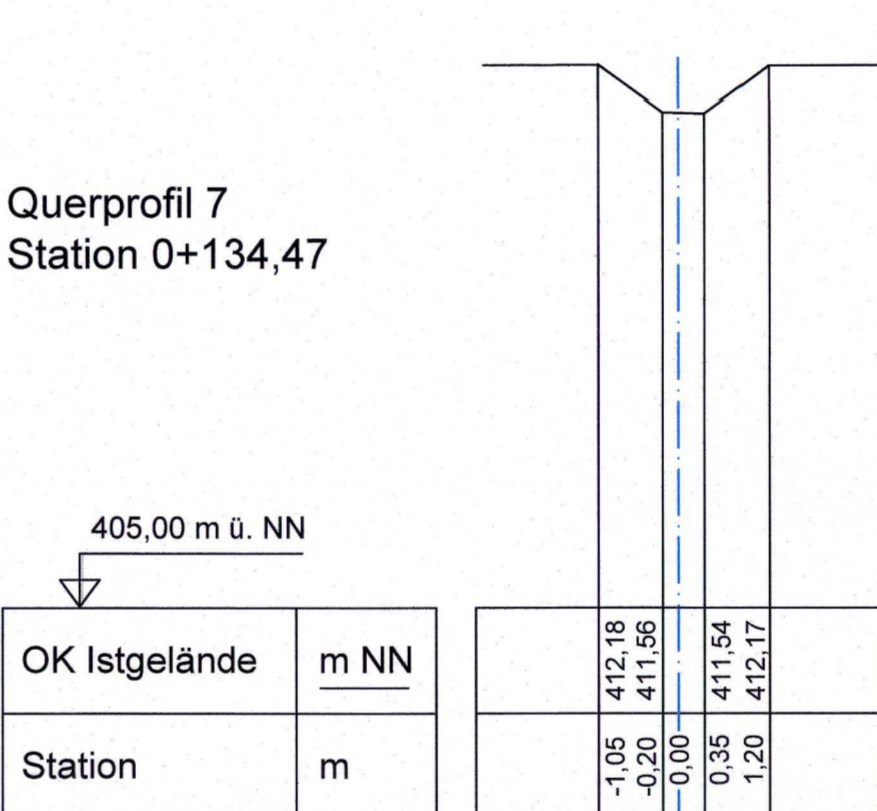 Querprofil 7
Station 0+134,47
405,00 m ü. NN
OK Istgelände m NN 412,18 411,56 411,54 412,17
Station m -1,05 -0,20 0,00 0,35 1,20